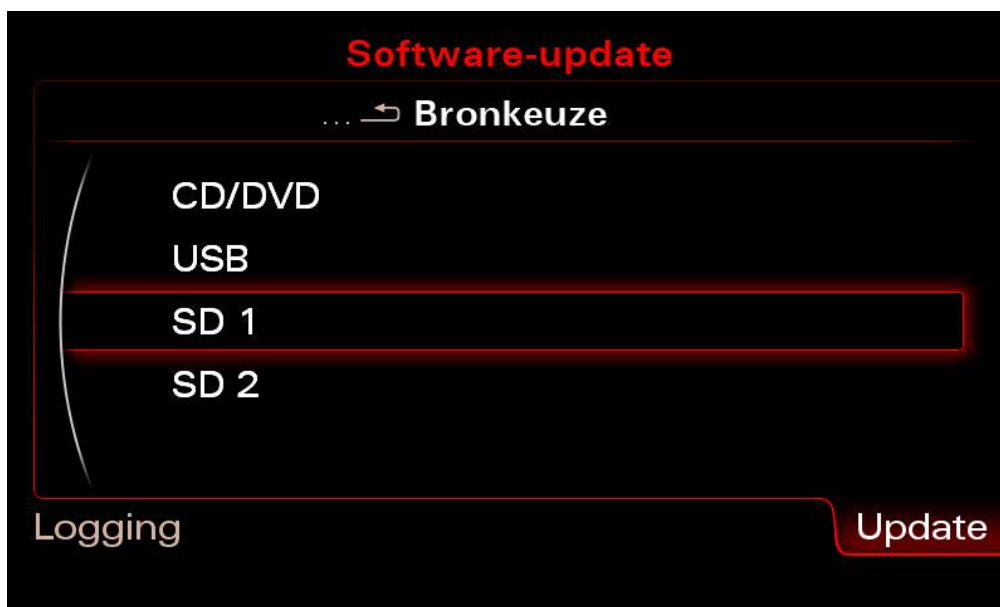 Software-update
... Bronkeuze
CD/DVD
USB
SD 1
SD 2
Logging
Update